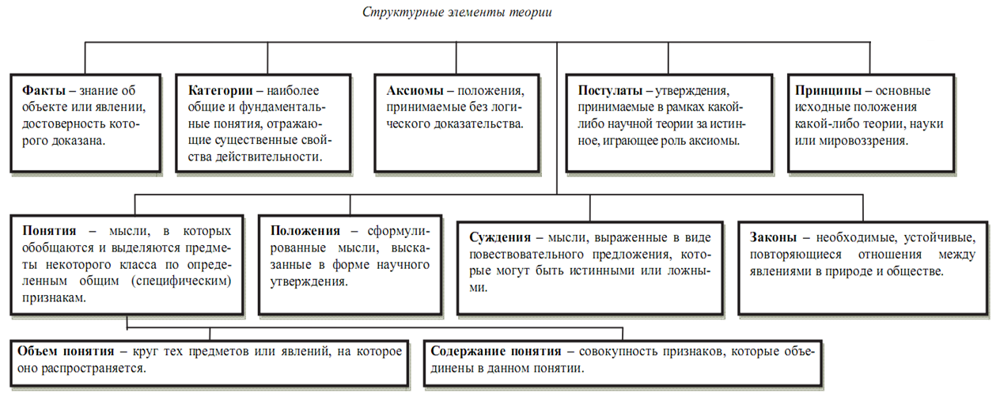 Структурные элементы теории
Факты – знание об
объекте или явлении,
достоверность кото-
рого доказана.
Категории – наиболее
общие и фундаменталь-
ные понятия, отражаю-
щие существенные свой-
ства действительности.
Аксиомы – положения,
принимаемые без логи-
ческого доказательства.
Постулаты – утверждения,
принимаемые в рамках какой-
либо научной теории за истин-
ное, играющее роль аксиомы.
Принципы – основные
исходные положения
какой-либо теории, науки
или мировоззрения.
Понятия – мысли, в которых
обобщаются и выделяются предме-
ты некоторого класса по опреде-
ленным общим (специфическим)
признакам.
Положения – сформули-
рованные мысли, выска-
занные в форме научного
утверждения.
Суждения – мысли, выраженные в виде
повествовательного предложения, кото-
рые могут быть истинными или ложны-
ми.
Законы – необходимые, устойчивые,
повторяющиеся отношения между
явлениями в природе и обществе.
Объем понятия – круг тех предметов или явлений, на которое
оно распространяется.
Содержание понятия – совокупность признаков, которые объе-
динены в данном понятии.